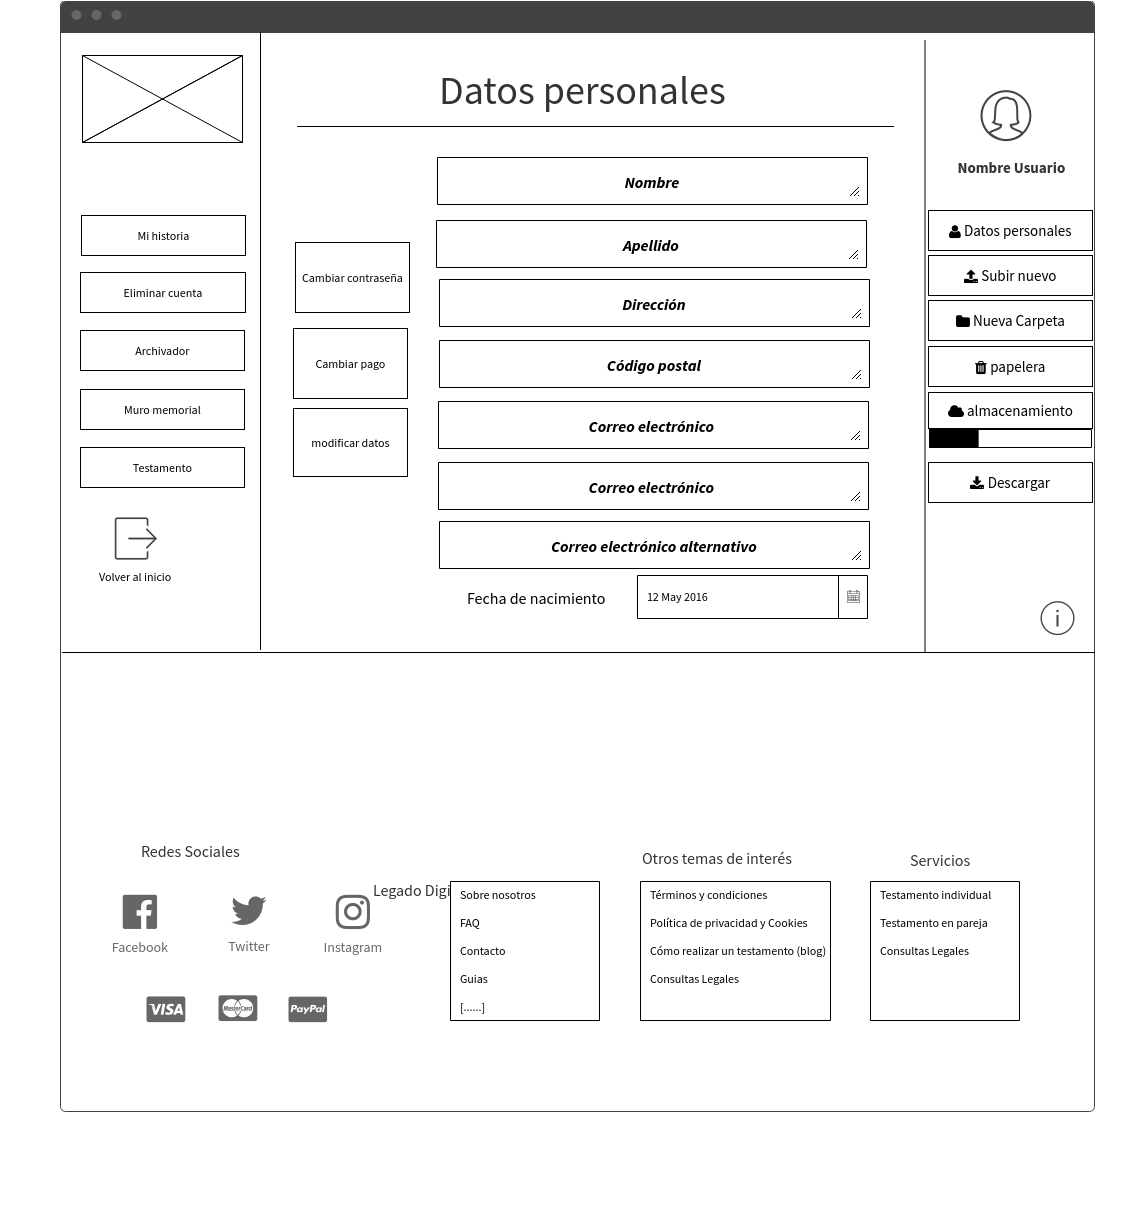 Datos personales
Nombre Usuario
Mi historia
Eliminar cuenta
Archivador
Muro memorial
Testamento
Volver al inicio
Cambiar contraseña
Cambiar pago
modificar datos
Nombre
Apellido
Dirección
Código postal
Correo electrónico
Correo electrónico
Correo electrónico alternativo
Fecha de nacimiento
12 May 2016
Datos personales
Subir nuevo
Nueva Carpeta
papelera
almacenamiento
Descargar
i
Redes Sociales
Facebook
Twitter
Instagram
VISA
MasterCard
PayPal
Legado Digi
Sobre nosotros
FAQ
Contacto
Guias
[......]
Otros temas de interés
Términos y condiciones
Política de privacidad y Cookies
Cómo realizar un testamento (blog)
Consultas Legales
Servicios
Testamento individual
Testamento en pareja
Consultas Legales